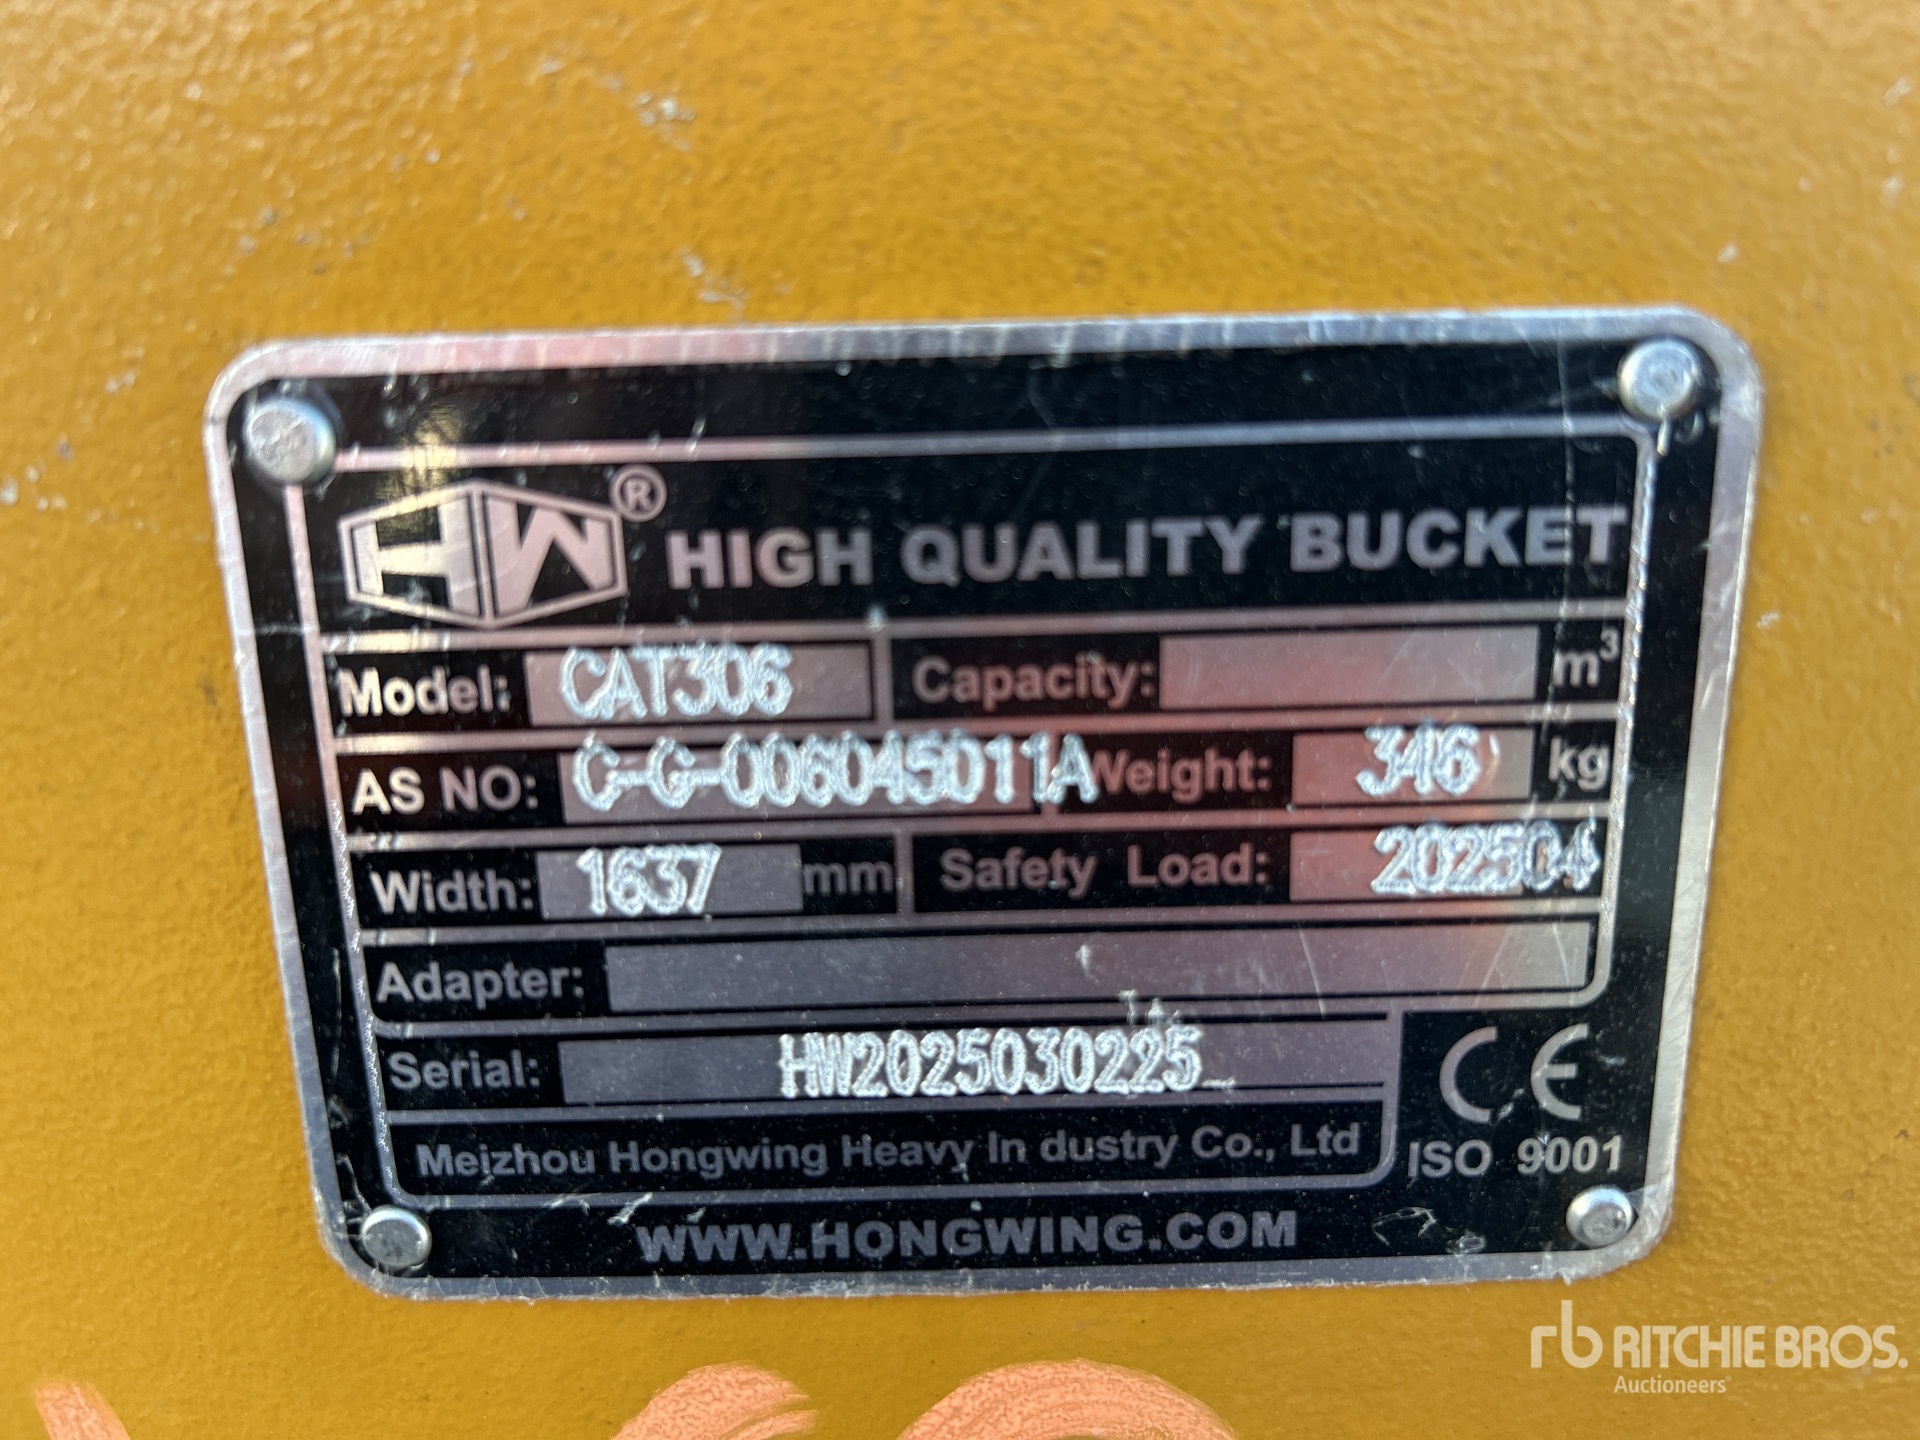 HW® HIGH QUALITY BUCKET
Model: CAT306 Capacity: m³
AS NO: C-G-006045011A Weight: 346 kg
Width: 1637 mm Safety Load: 202504
Adapter:
Serial: HW2025030225
CE
Meizhou Hongwing Heavy In dustry Co., Ltd ISO 9001
WWW.HONGWING.COM
rb RITCHIE BROS.
Auctioneers